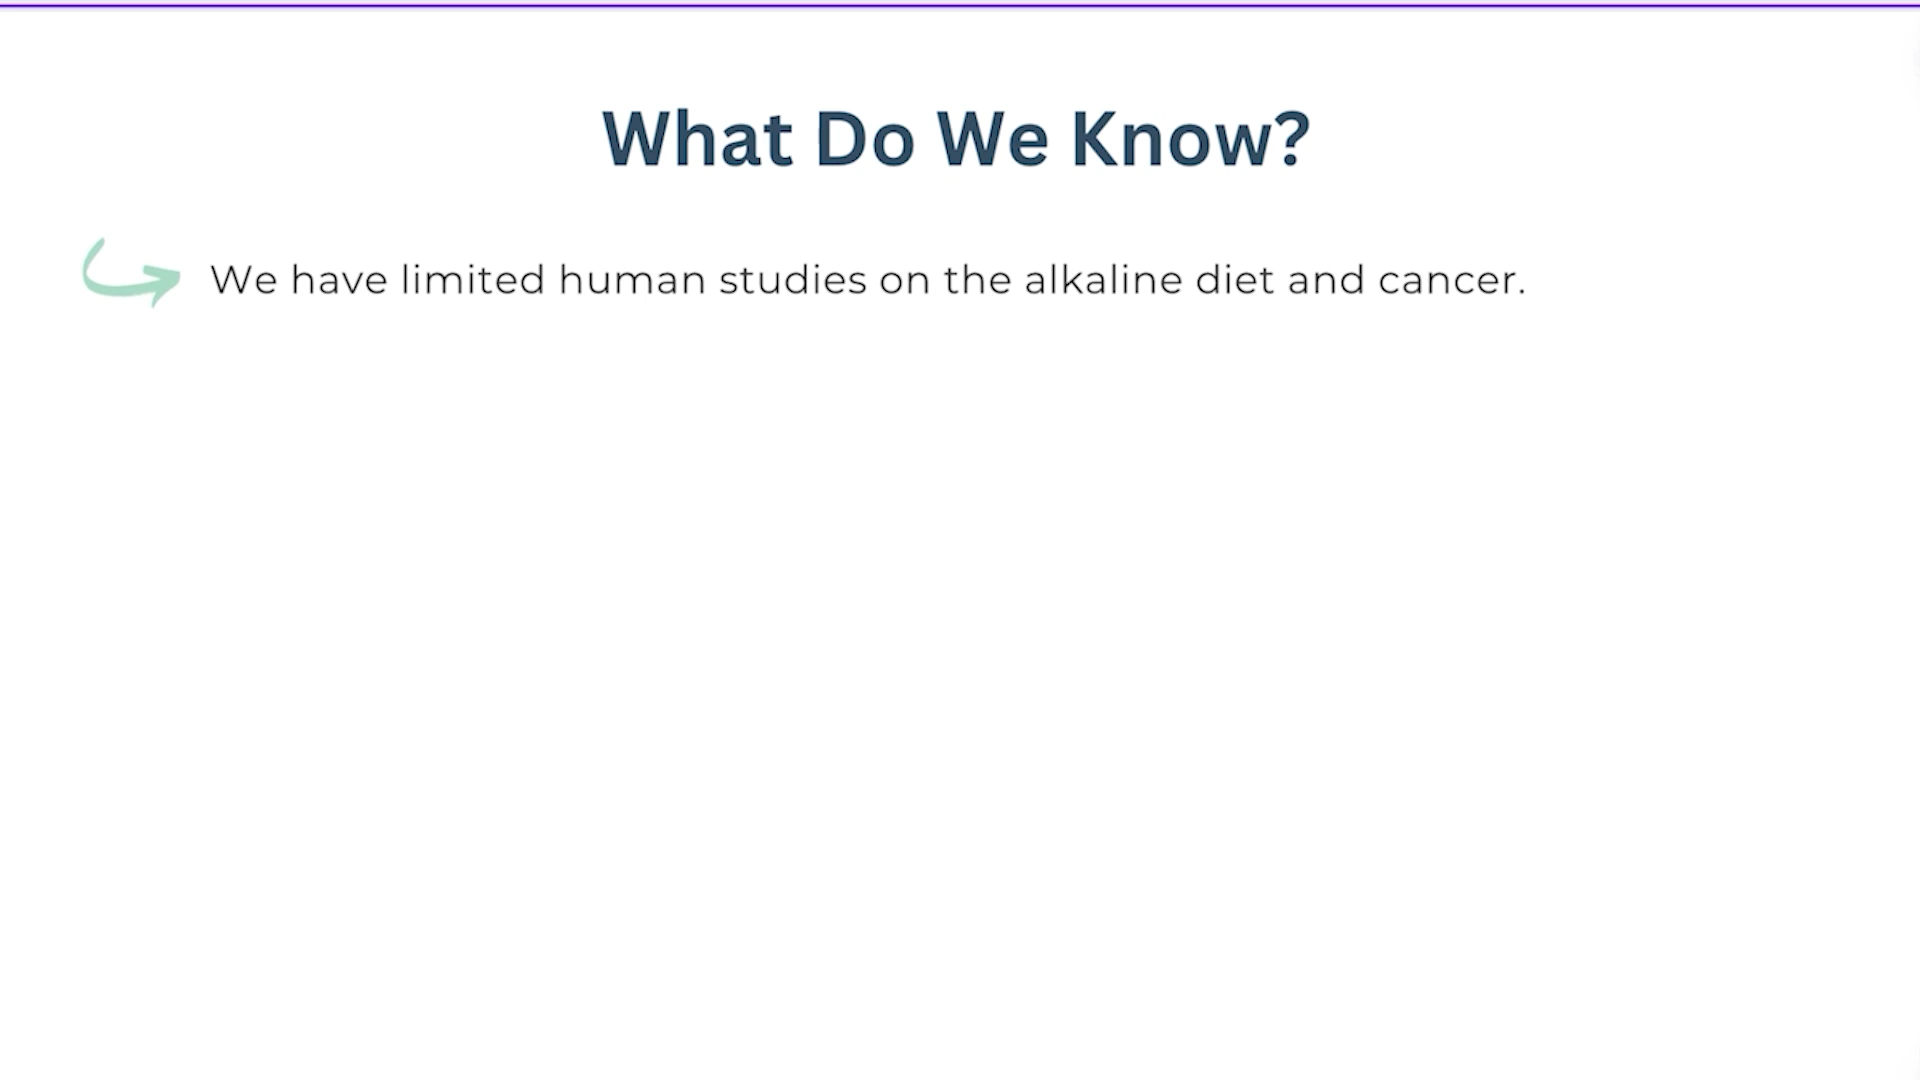 What Do We Know?
We have limited human studies on the alkaline diet and cancer.